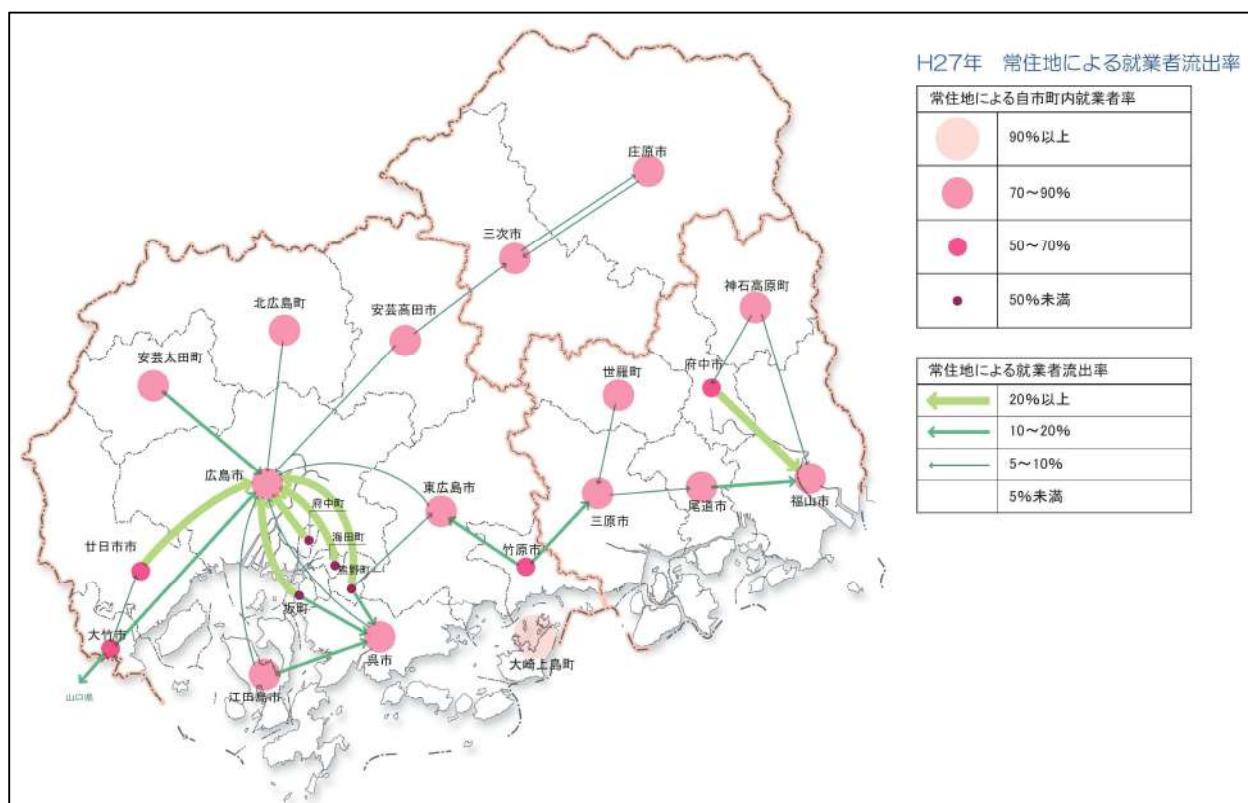 H27年 常住地による就業者流出率
常住地による自市町内就業者率
90%以上
70～90%
50～70%
50%未満
常住地による就業者流出率
20%以上
10～20%
5～10%
5%未満
庄原市
三次市
神石高原町
北広島町
安芸高田市
安芸太田町
世羅町
府中市
広島市
東広島市
三原市
尾道市
福山市
府中町
海田町
熊野町
坂町
竹原市
廿日市市
大竹市
呉市
大崎上島町
江田島市
山口県